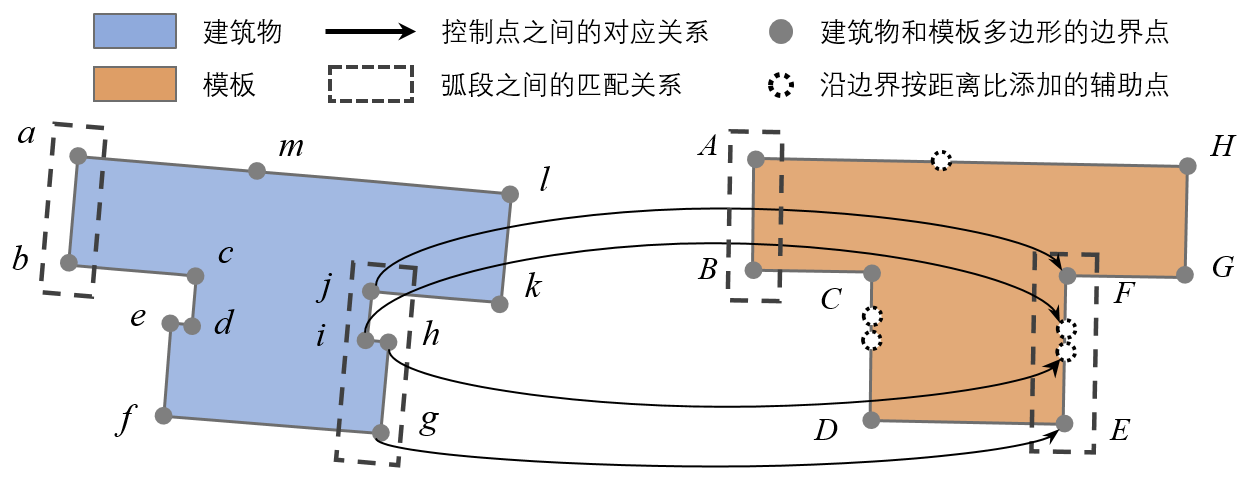 建筑物 控制点之间的对应关系 建筑物和模板多边形的边界点
模板 弧段之间的匹配关系 沿边界按距离比添加的辅助点
a m A H
l
b c B G
j k C F
e d i h
f g D E